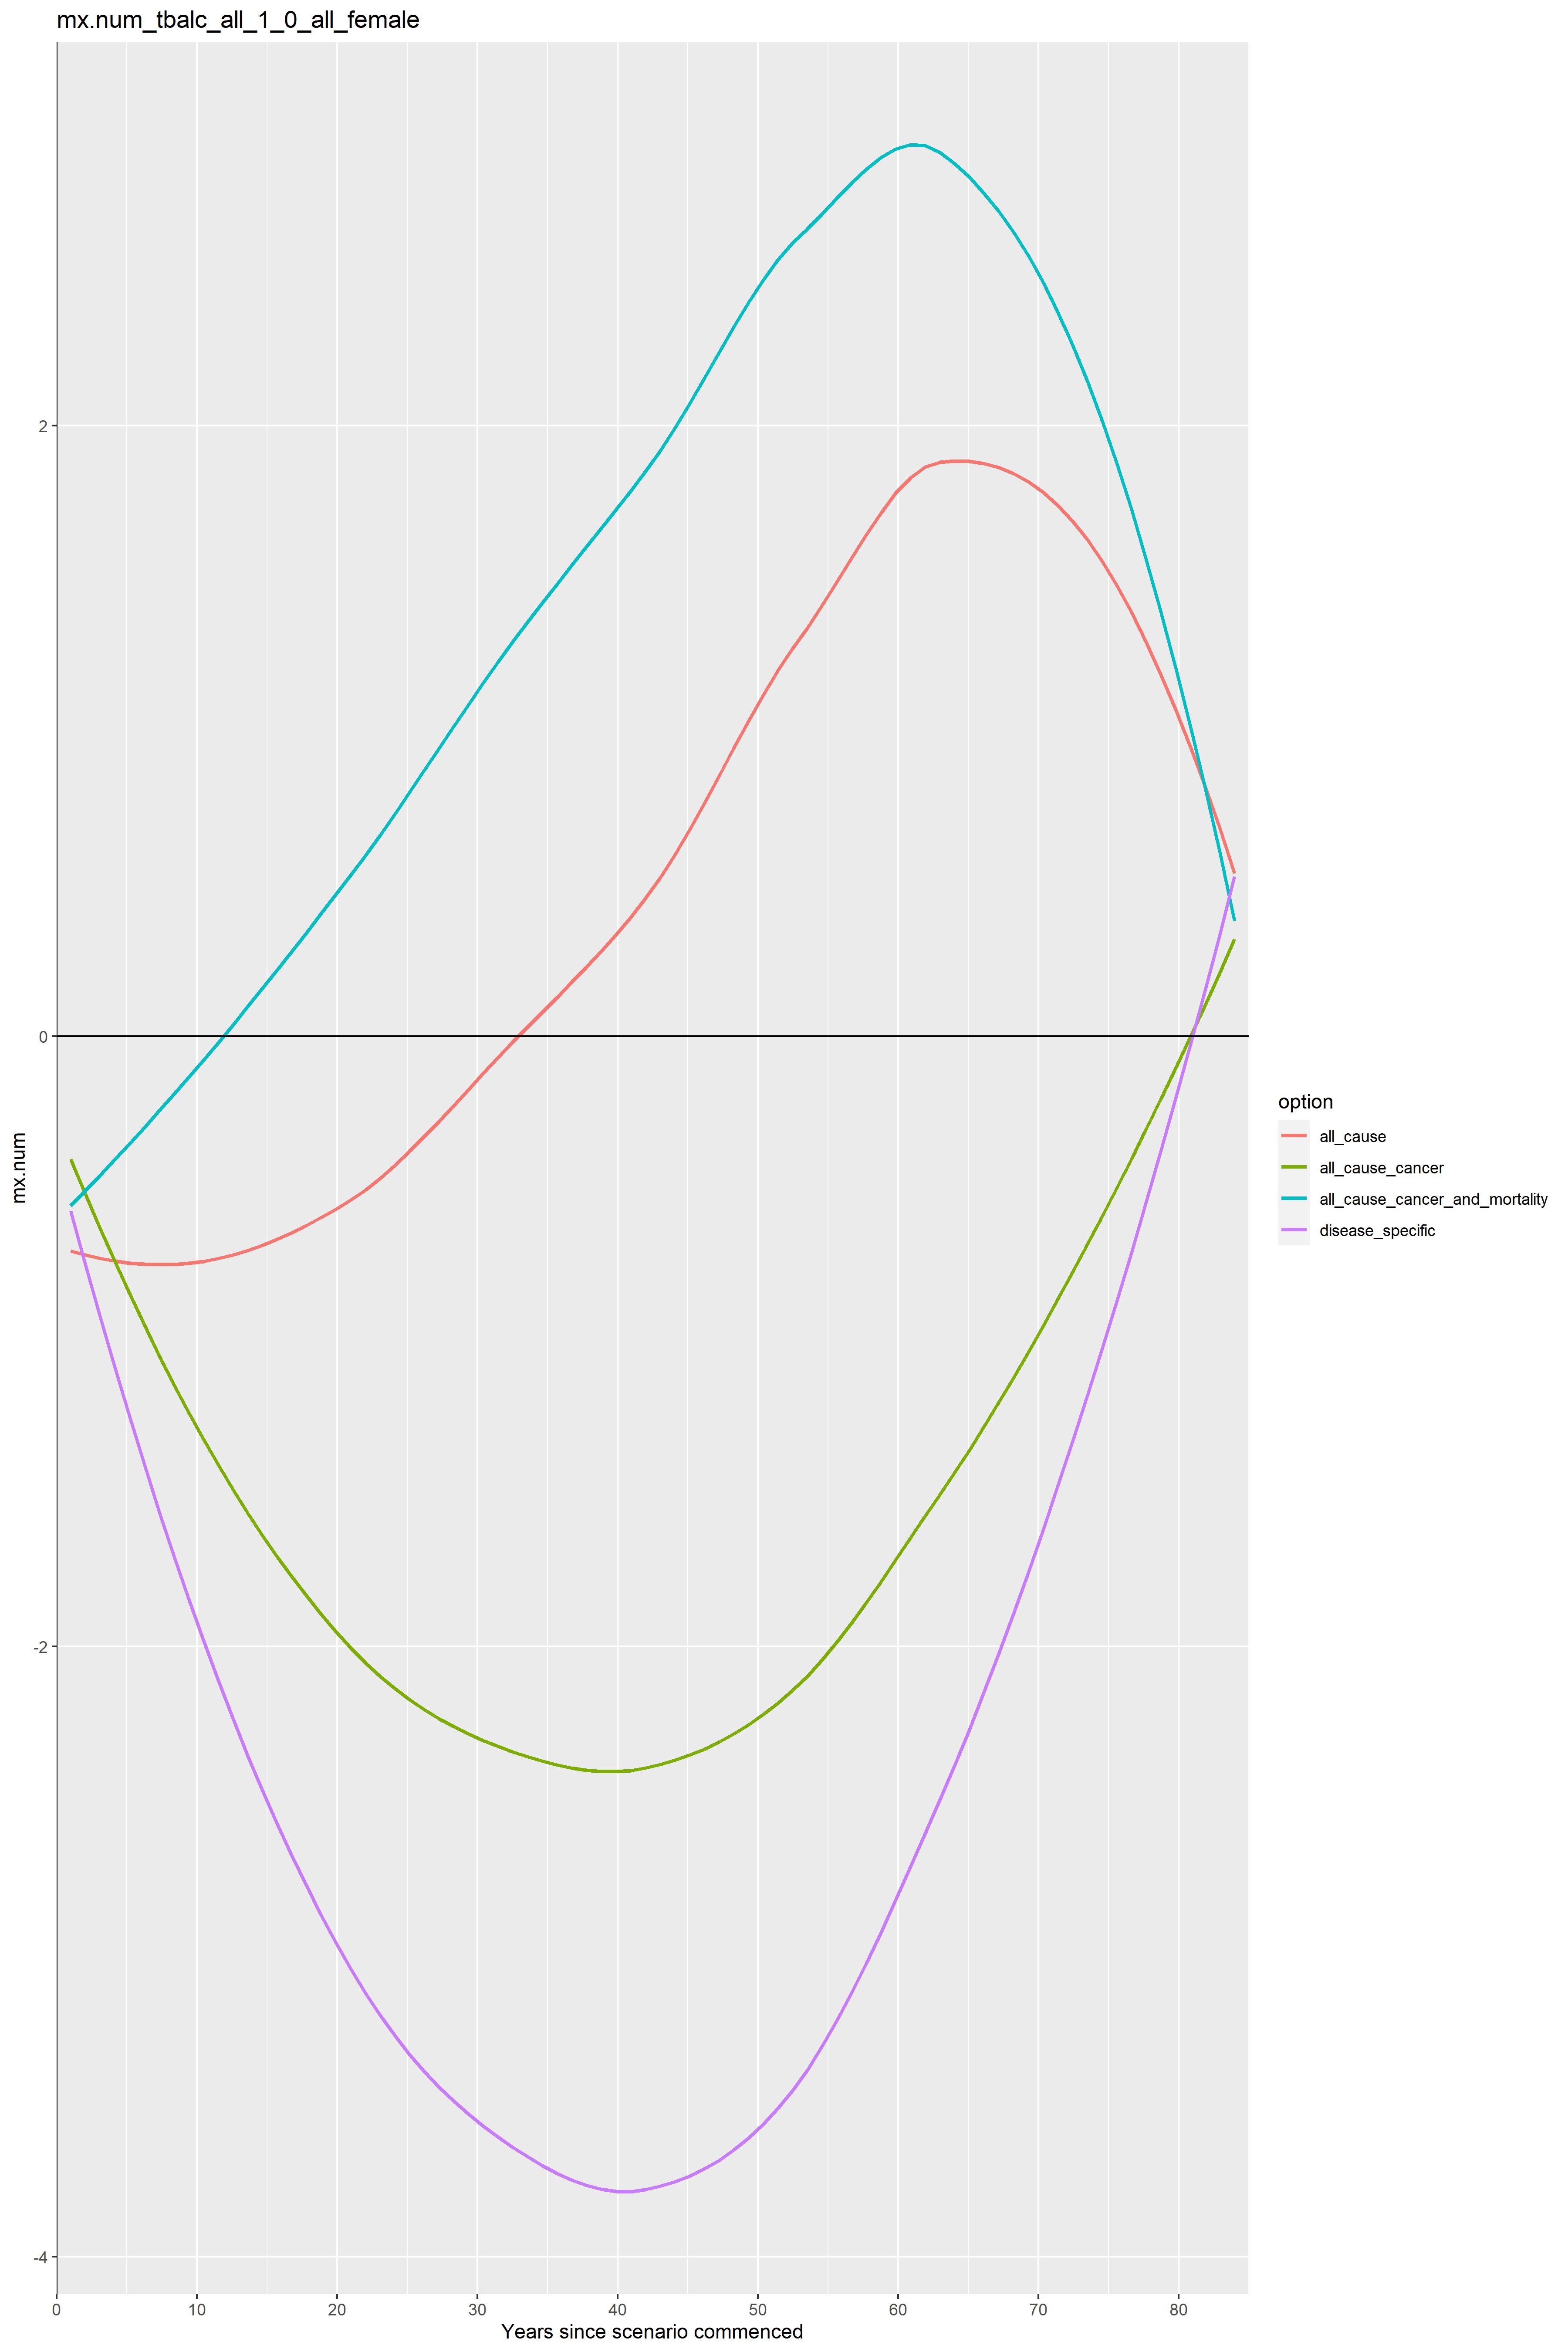 mx.num_tbalc_all_1_0_all_female
mx.num
2
0
-2
-4
0 10 20 30 40 50 60 70 80
Years since scenario commenced
option
all_cause
all_cause_cancer
all_cause_cancer_and_mortality
disease_specific